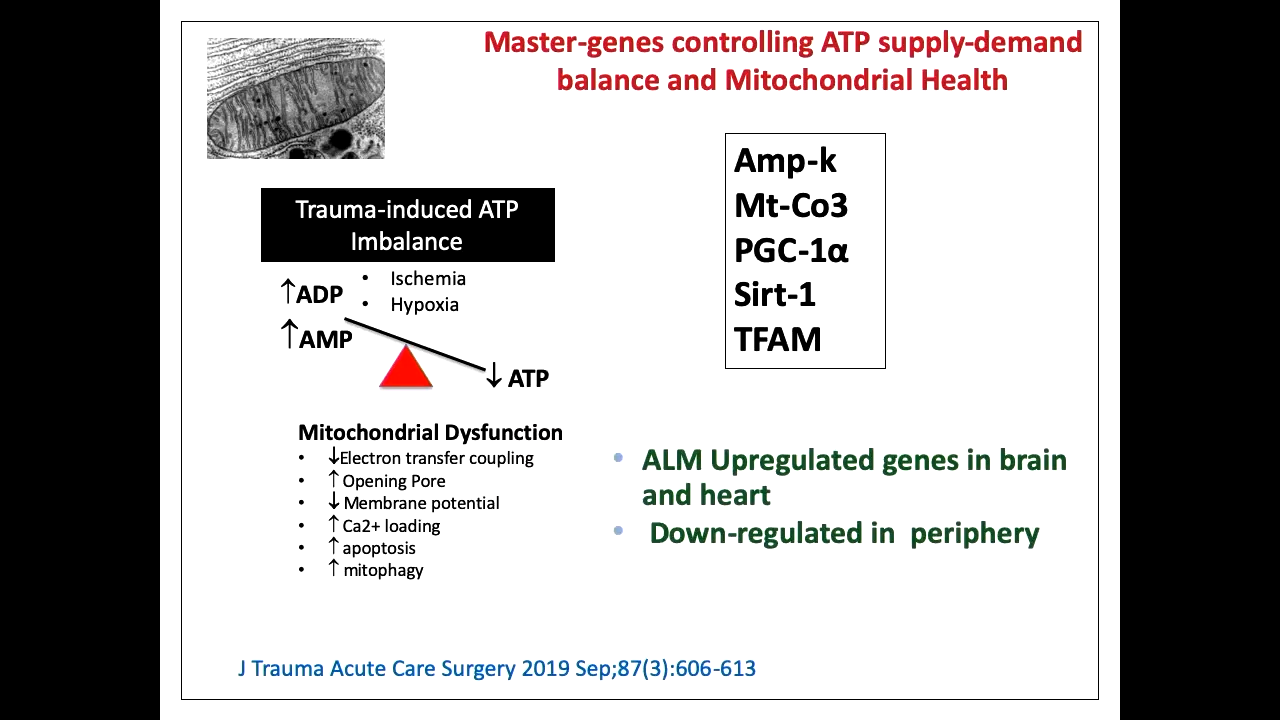 Master-genes controlling ATP supply-demand
balance and Mitochondrial Health
Trauma-induced ATP
Imbalance
• Ischemia
• Hypoxia
↑ADP
↑AMP
↓ ATP
Amp-k
Mt-Co3
PGC-1α
Sirt-1
TFAM
Mitochondrial Dysfunction
• ↓Electron transfer coupling
• ↑Opening Pore
• ↓Membrane potential
• ↑Ca2+ loading
• ↑apoptosis
• ↑mitophagy
• ALM Upregulated genes in brain
and heart
• Down-regulated in periphery
J Trauma Acute Care Surgery 2019 Sep;87(3):606-613